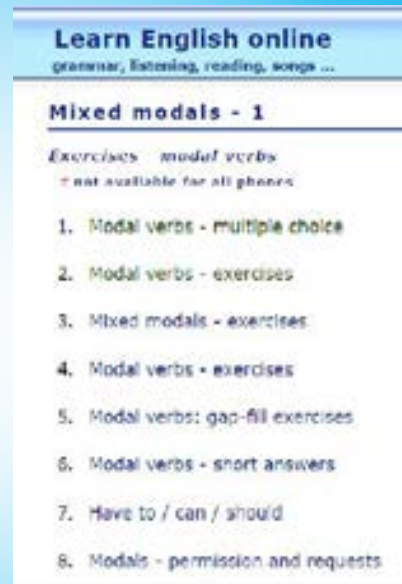 Learn English online
grammar, listening, reading, songs ...
Mixed modals - 1
Exercises modal verbs
* not available for all phones
1. Modal verbs - multiple choice
2. Modal verbs - exercises
3. Mixed modals - exercises
4. Modal verbs - exercises
5. Modal verbs: gap-fill exercises
6. Modal verbs - short answers
7. Have to / can / should
8. Modals - permission and requests